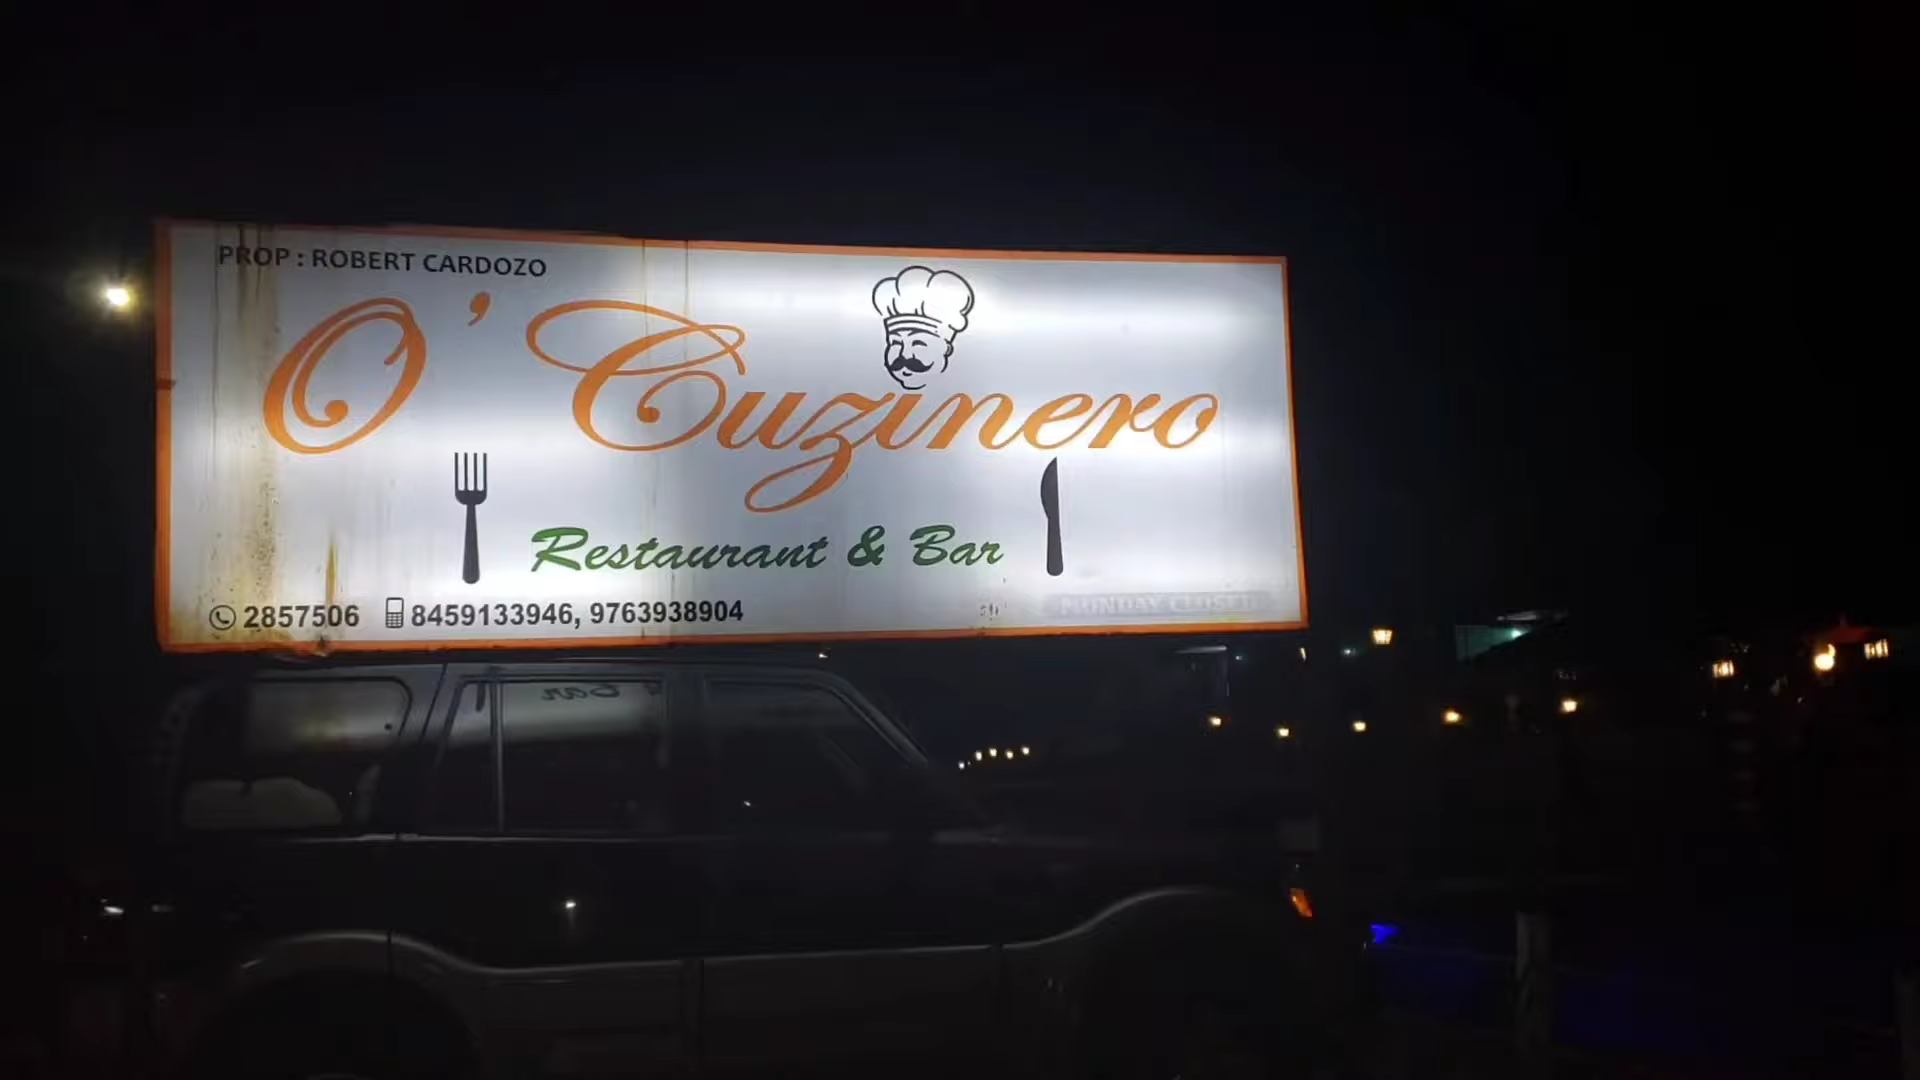 PROP : ROBERT CARDOZO
O'Cuzinero
Restaurant & Bar
2857506 8459133946, 9763938904
MONDAY CLOSED